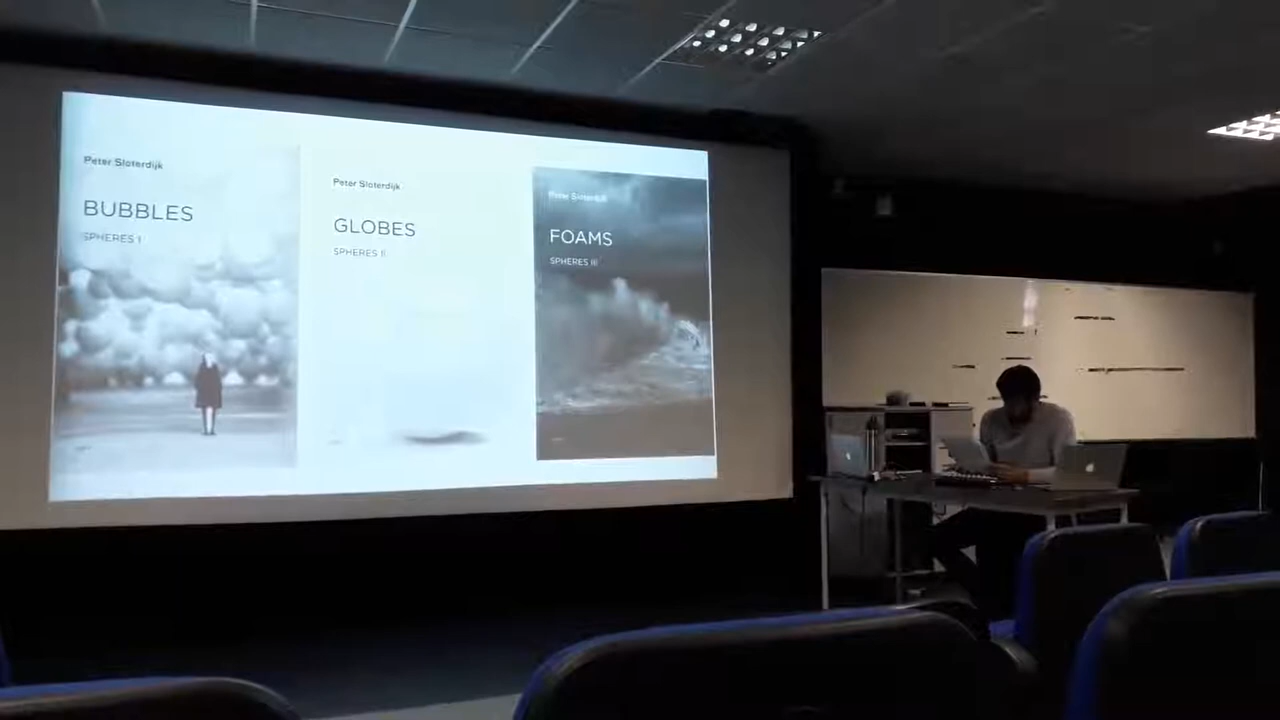 Peter Sloterdijk
BUBBLES
SPHERES I
Peter Sloterdijk
GLOBES
SPHERES II
Peter Sloterdijk
FOAMS
SPHERES III